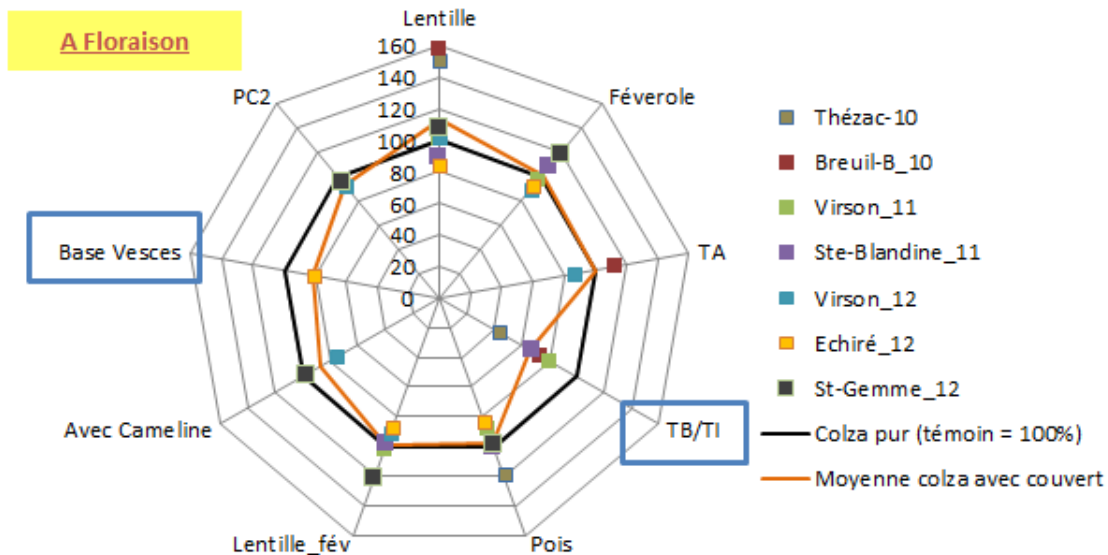 A Floraison
Lentille
160
140
120
100
80
60
40
20
0
PC2
Féverole
Base Vesces
TA
Avec Cameline
TB/TI
Lentille_fév
Pois
Thézac-10
Breuil-B_10
Virson_11
Ste-Blandine_11
Virson_12
Echiré_12
St-Gemme_12
Colza pur (témoin = 100%)
Moyenne colza avec couvert